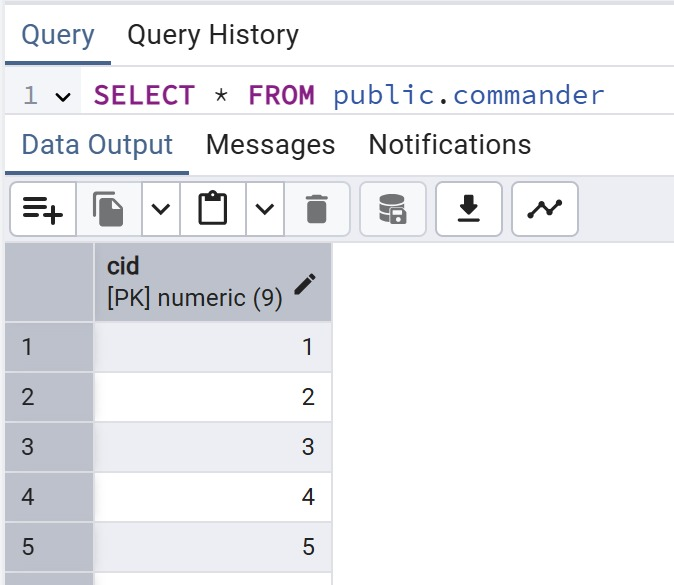 Query Query History
1 SELECT * FROM public.commander
Data Output Messages Notifications
cid
[PK] numeric (9)
1 1
2 2
3 3
4 4
5 5